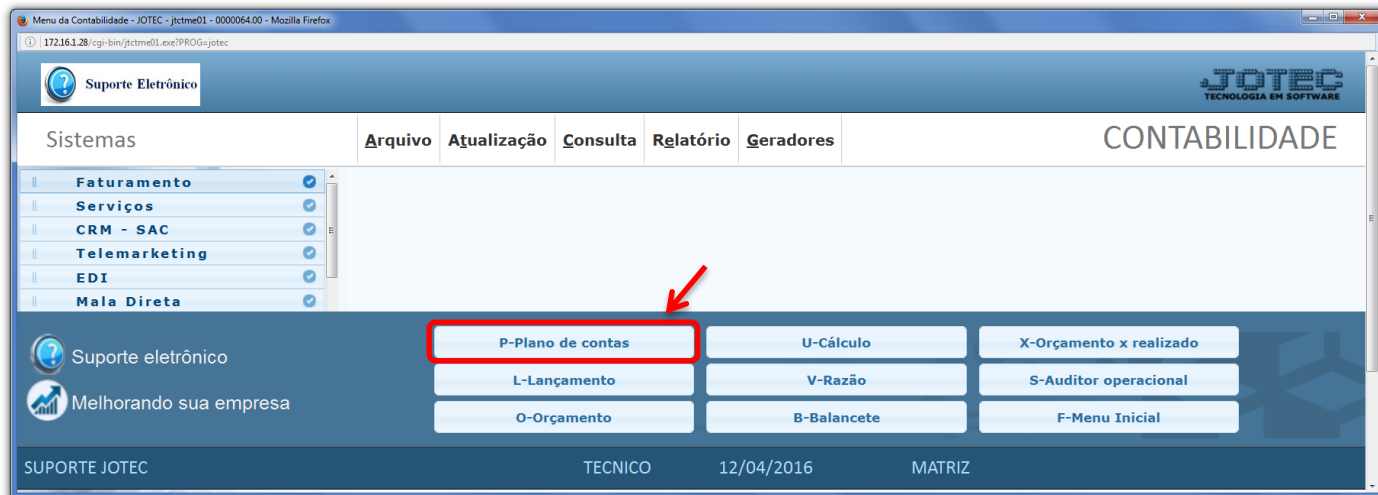 Menu da Contabilidade - JOTEC - jtctme01 - 0000064.00 - Mozilla Firefox
172.16.1.28/cgi-bin/jtctme01.exe?PROG=jotec
Suporte Eletrônico
JOTEC
TECNOLOGIA EM SOFTWARE
Sistemas
Arquivo Atualização Consulta Relatório Geradores
CONTABILIDADE
Faturamento
Serviços
CRM - SAC
Telemarketing
EDI
Mala Direta
Suporte eletrônico
Melhorando sua empresa
P-Plano de contas U-Cálculo X-Orçamento x realizado
L-Lançamento V-Razão S-Auditor operacional
O-Orçamento B-Balancete F-Menu Inicial
SUPORTE JOTEC TECNICO 12/04/2016 MATRIZ